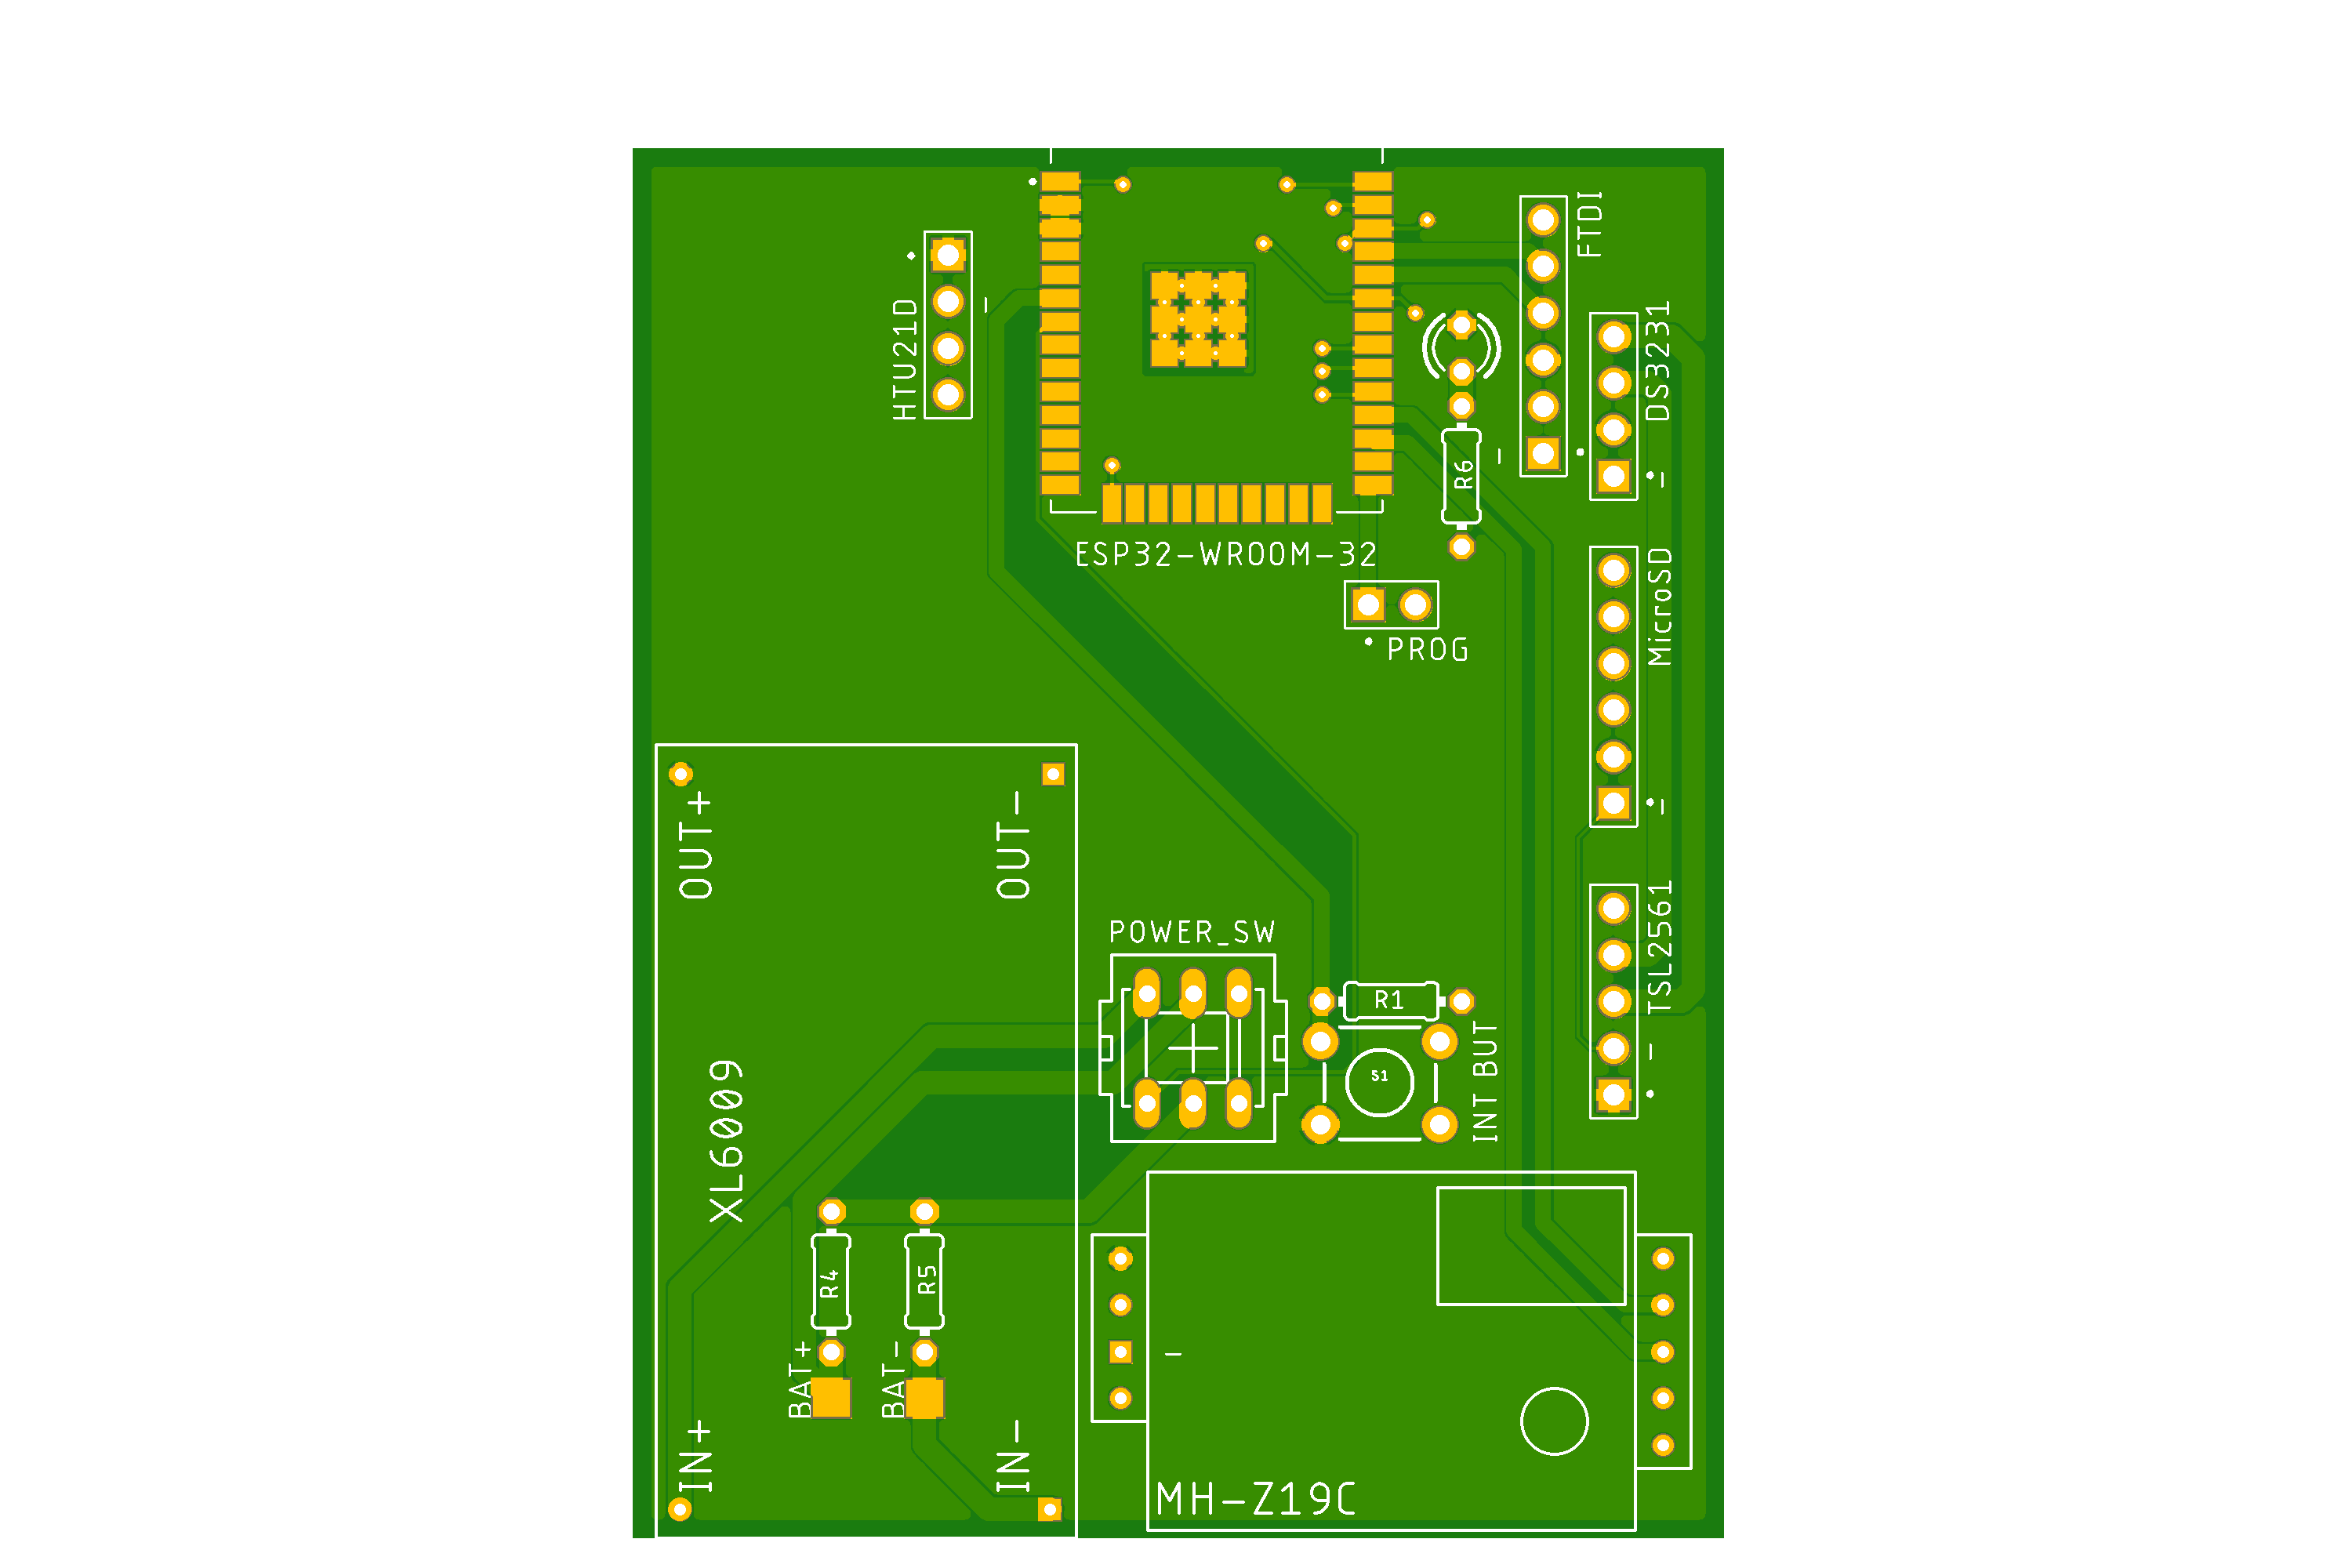 FTDI
HTU21D
DS3231
R6
ESP32-WROOM-32
MicroSD
PROG
OUT+
OUT-
POWER_SW
TSL2561
R1
S1
INT BUT
XL6009
R4
R5
BAT+
BAT-
IN+
IN-
MH-Z19C